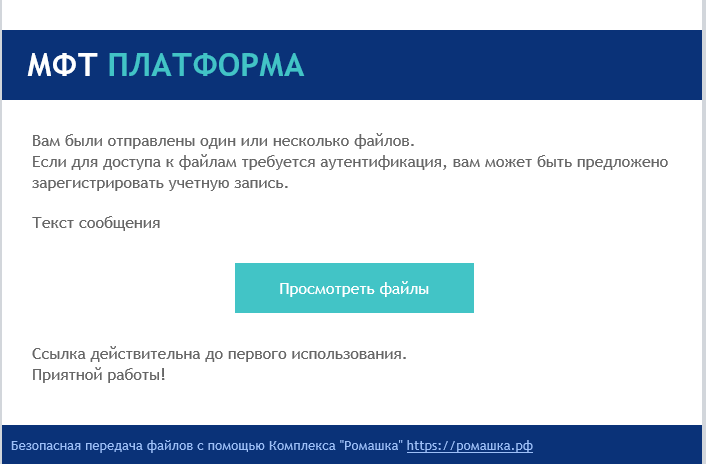 МФТ ПЛАТФОРМА
Вам были отправлены один или несколько файлов.
Если для доступа к файлам требуется аутентификация, вам может быть предложено
зарегистрировать учетную запись.
Текст сообщения
Просмотреть файлы
Ссылка действительна до первого использования.
Приятной работы!
Безопасная передача файлов с помощью Комплекса "Ромашка" https://ромашка.рф